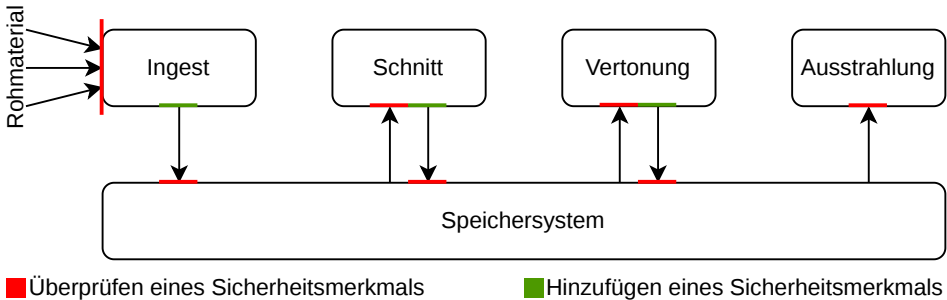 Rohmaterial
Ingest
Schnitt
Vertonung
Ausstrahlung
Speichersystem
Überprüfen eines Sicherheitsmerkmals
Hinzufügen eines Sicherheitsmerkmals